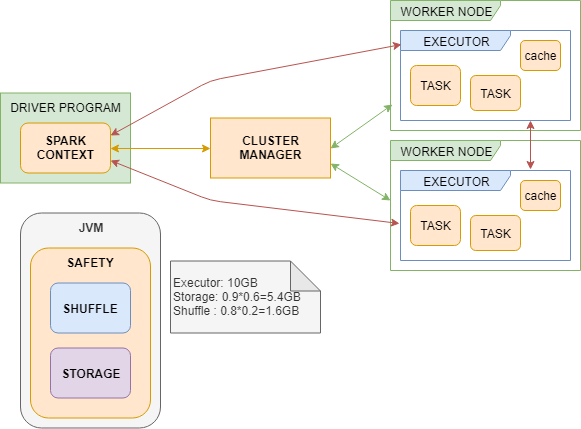 WORKER NODE
EXECUTOR
cache
TASK
TASK
DRIVER PROGRAM
SPARK
CONTEXT
CLUSTER
MANAGER
WORKER NODE
EXECUTOR
cache
TASK
TASK
JVM
SAFETY
SHUFFLE
STORAGE
Executor: 10GB
Storage: 0.9*0.6=5.4GB
Shuffle : 0.8*0.2=1.6GB